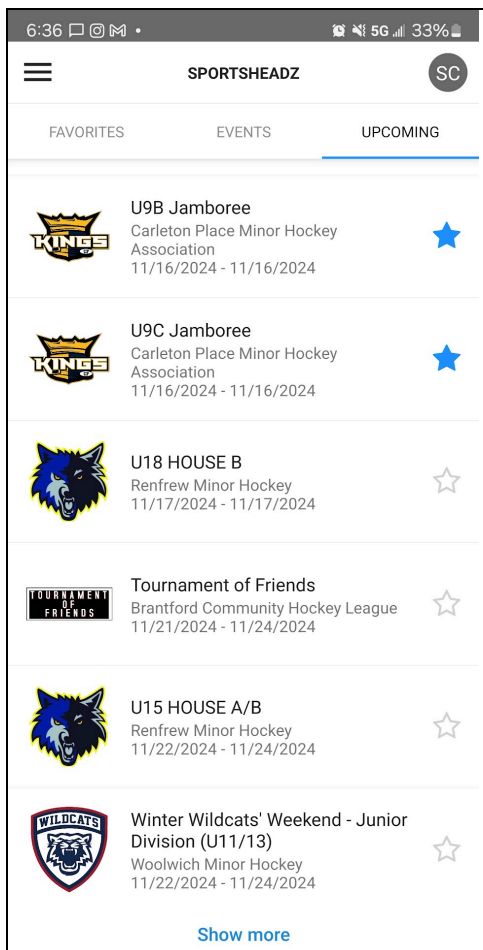 6:36
5G
33%
SPORTSHEADZ
SC
FAVORITES
EVENTS
UPCOMING
KINGS
CP
U9B Jamboree
Carleton Place Minor Hockey
Association
11/16/2024 - 11/16/2024
KINGS
CP
U9C Jamboree
Carleton Place Minor Hockey
Association
11/16/2024 - 11/16/2024
U18 HOUSE B
Renfrew Minor Hockey
11/17/2024 - 11/17/2024
TOURNAMENT
OF
FRIENDS
Tournament of Friends
Brantford Community Hockey League
11/21/2024 - 11/24/2024
U15 HOUSE A/B
Renfrew Minor Hockey
11/22/2024 - 11/24/2024
WILDCATS
Winter Wildcats' Weekend - Junior
Division (U11/13)
Woolwich Minor Hockey
11/22/2024 - 11/24/2024
Show more